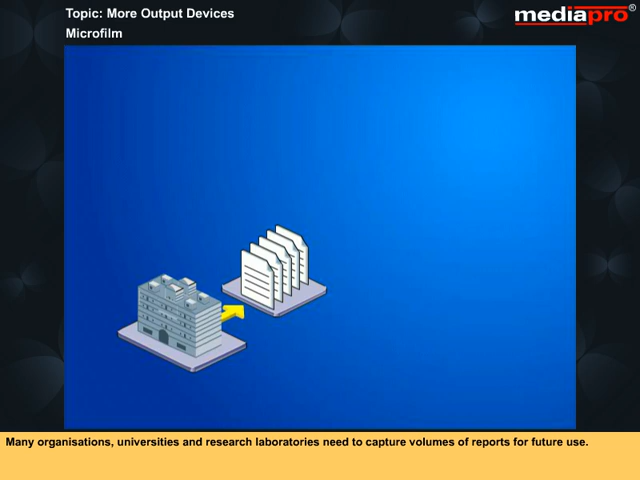 Topic: More Output Devices
mediapro®
Microfilm
Many organisations, universities and research laboratories need to capture volumes of reports for future use.